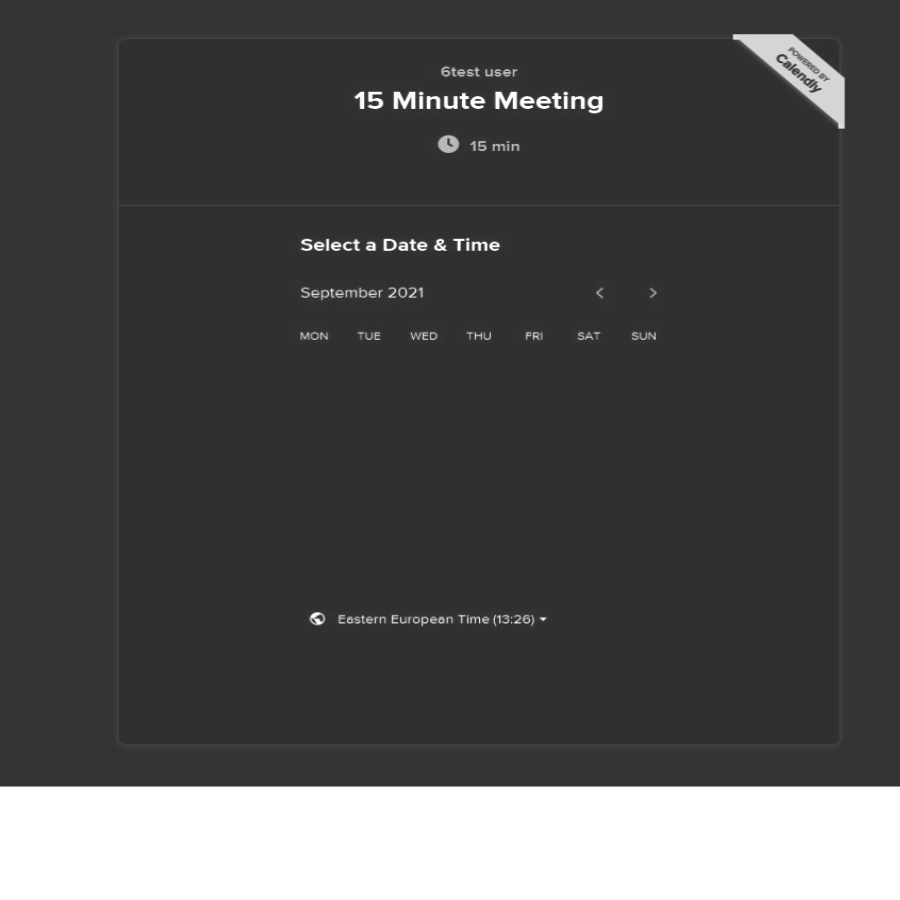 POWERED BY
Calendly
6test user
15 Minute Meeting
15 min
Select a Date & Time
September 2021
MON TUE WED THU FRI SAT SUN
Eastern European Time (13:26)